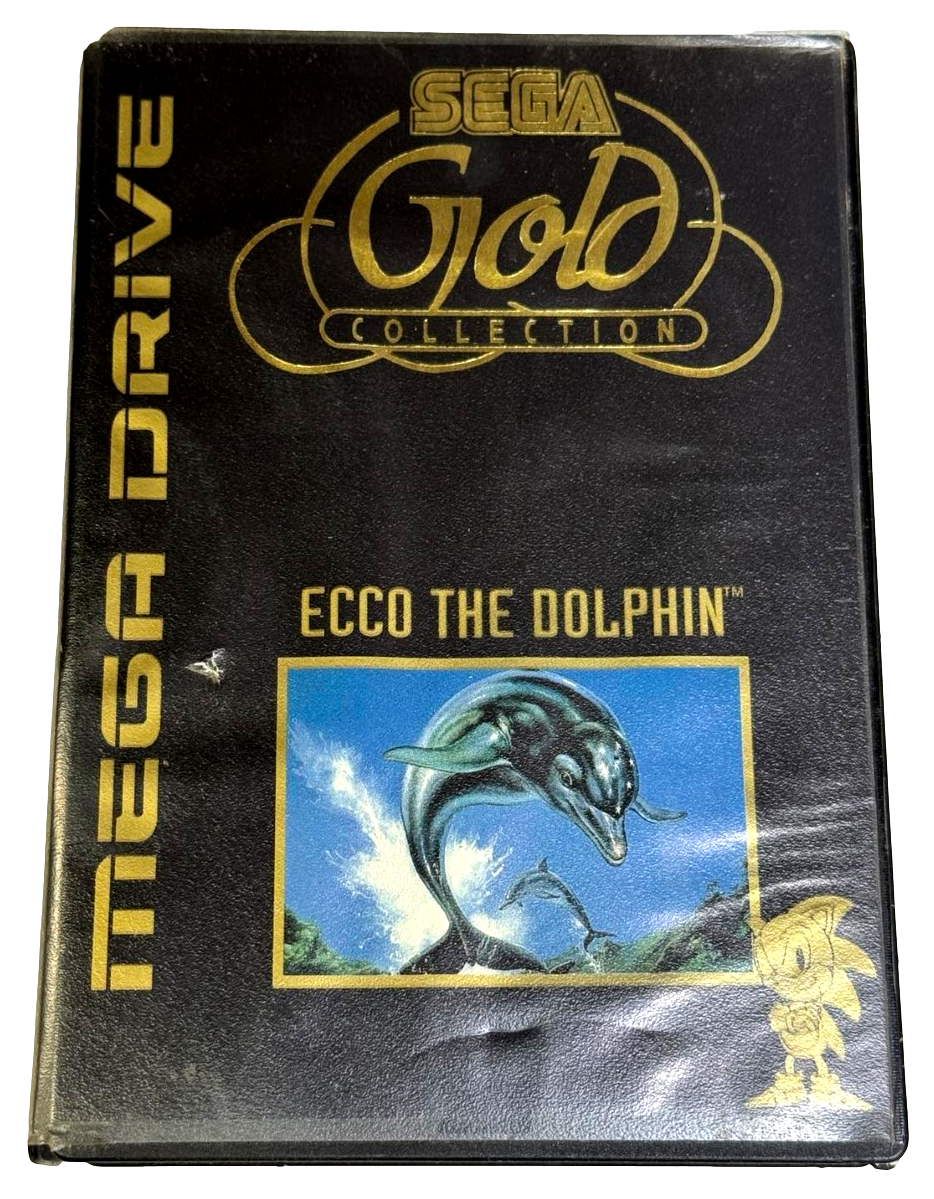 SEGA
Gold
COLLECTION
MEGA DRIVE
ECCO THE DOLPHIN™